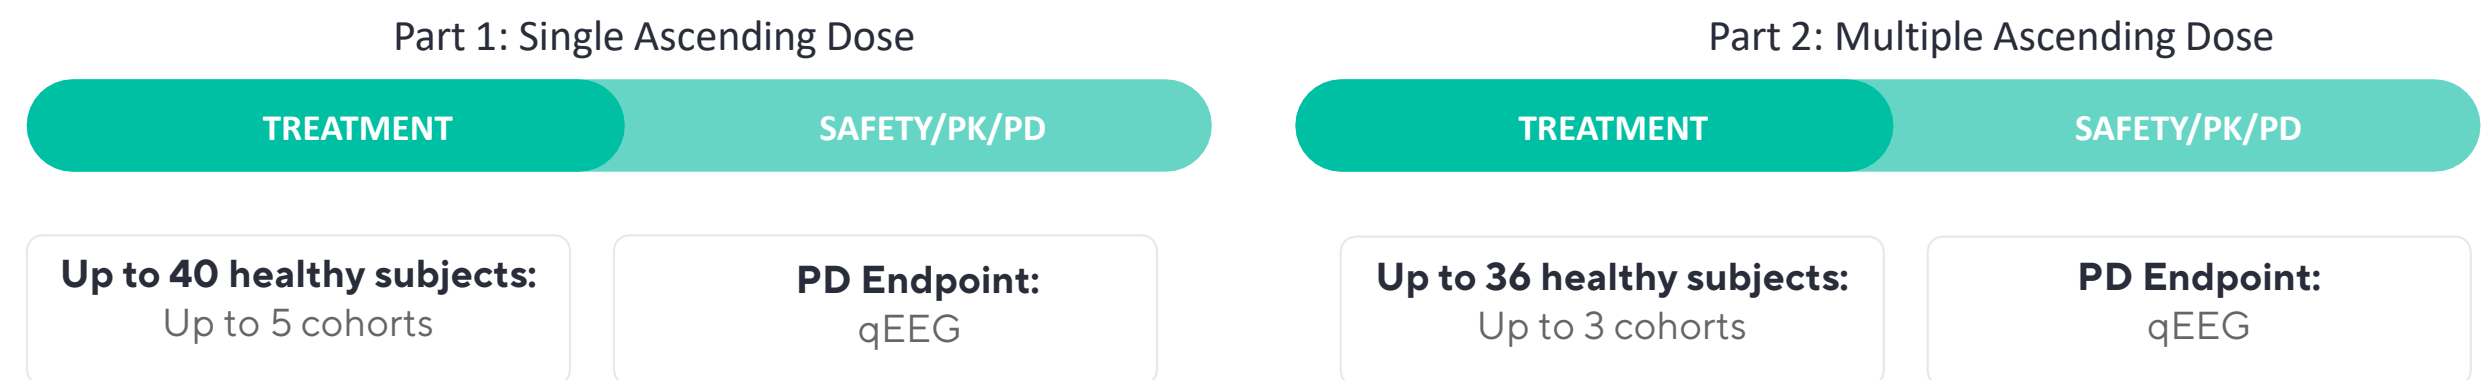 Part 1: Single Ascending Dose
TREATMENT
SAFETY/PK/PD
Up to 40 healthy subjects:
Up to 5 cohorts
PD Endpoint:
qEEG
Part 2: Multiple Ascending Dose
TREATMENT
SAFETY/PK/PD
Up to 36 healthy subjects:
Up to 3 cohorts
PD Endpoint:
qEEG